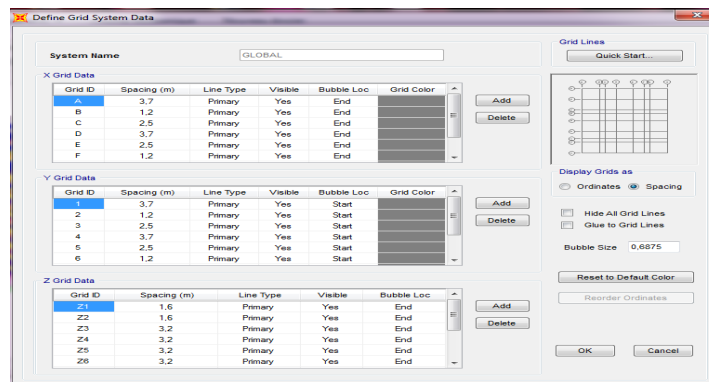 Define Grid System Data
Grid Lines
System Name GLOBAL Quick Start...
X Grid Data
Grid ID Spacing (m) Line Type Visible Bubble Loc Grid Color
A 3,7 Primary Yes End Add
B 1,2 Primary Yes End Delete
C 2,5 Primary Yes End
D 3,7 Primary Yes End
E 2,5 Primary Yes End
F 1,2 Primary Yes End
Y Grid Data Display Grids as
Grid ID Spacing (m) Line Type Visible Bubble Loc Grid Color Ordinates Spacing
1 3,7 Primary Yes Start Add
2 1,2 Primary Yes Start Delete Hide All Grid Lines
3 2,5 Primary Yes Start Glue to Grid Lines
4 3,7 Primary Yes Start
5 2,5 Primary Yes Start Bubble Size 0,6875
6 1,2 Primary Yes Start
Z Grid Data Reset to Default Color
Grid ID Spacing (m) Line Type Visible Bubble Loc Reorder Ordinates
Z1 1,6 Primary Yes End Add
Z2 1,6 Primary Yes End Delete
Z3 3,2 Primary Yes End
Z4 3,2 Primary Yes End
Z5 3,2 Primary Yes End OK Cancel
Z6 3,2 Primary Yes End